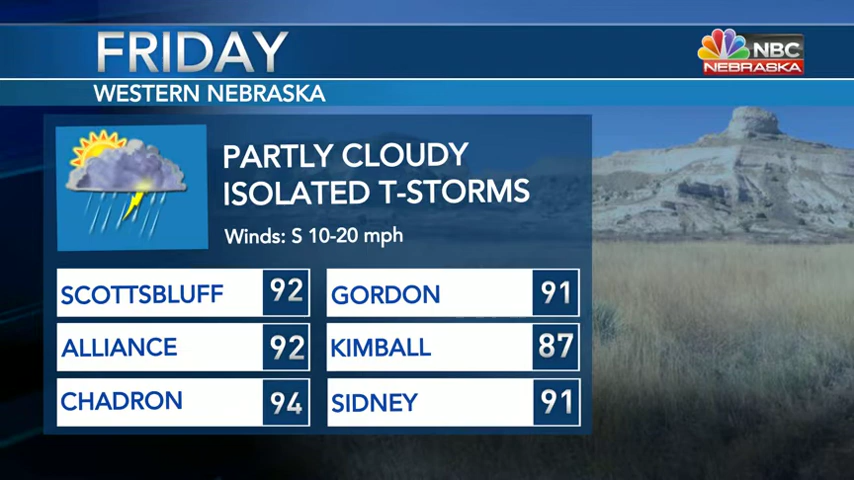 FRIDAY
NBC
NEBRASKA
WESTERN NEBRASKA
PARTLY CLOUDY
ISOLATED T-STORMS
Winds: S 10-20 mph
SCOTTSBLUFF 92
GORDON 91
ALLIANCE 92
KIMBALL 87
CHADRON 94
SIDNEY 91